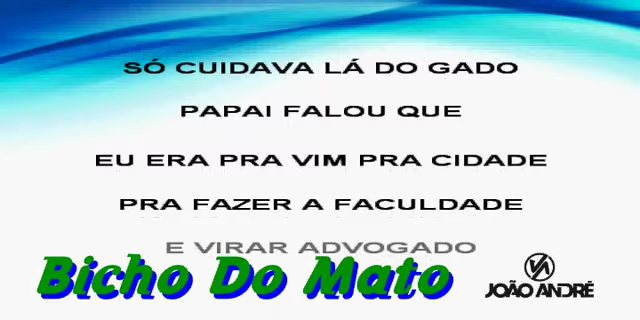 SÓ CUIDAVA LÁ DO GADO
PAPAI FALOU QUE
EU ERA PRA VIM PRA CIDADE
PRA FAZER A FACULDADE
E VIRAR ADVOGADO
Bicho Do Mato
JOÃO ANDRÉ